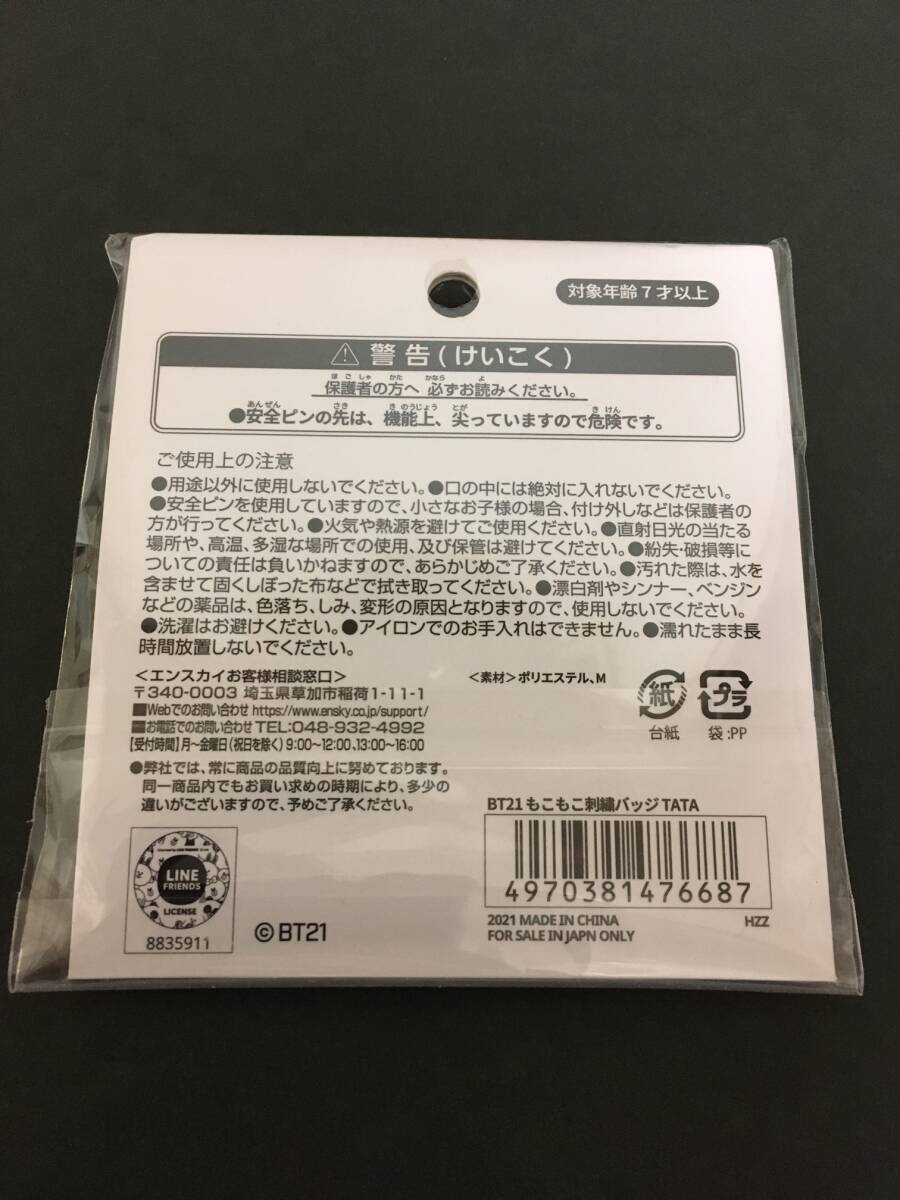 対象年齢7才以上
⚠ 警告(けいこく)
ほごしゃ かた かなら よ
保護者の方へ 必ずお読みください。
あんぜん さき きのうじょう とが きけん
●安全ピンの先は、機能上、尖っていますので危険です。
ご使用上の注意
●用途以外に使用しないでください。●口の中には絶対に入れないでください。
●安全ピンを使用していますので、小さなお子様の場合、付け外しなどは保護者の
方が行ってください。●火気や熱源を避けてご使用ください。●直射日光の当たる
場所や、高温、多湿な場所での使用、及び保管は避けてください。●紛失・破損等に
ついての責任は負いかねますので、あらかじめご了承ください。●汚れた際は、水を
含ませて固くしぼった布などで拭き取ってください。●漂白剤やシンナー、ベンジン
などの薬品は、色落ち、しみ、変形の原因となりますので、使用しないでください。
●洗濯はお避けください。●アイロンでのお手入れはできません。●濡れたまま長
時間放置しないでください。
<エンスカイお客様相談窓口>
〒340-0003 埼玉県草加市稲荷1-11-1
■Webでのお問い合わせ https://www.ensky.co.jp/support/
■お電話でのお問い合わせ TEL:048-932-4992
【受付時間】月〜金曜日(祝日を除く) 9:00〜12:00、13:00〜16:00
<素材>ポリエステル、M
紙
台紙
プラ
袋:PP
●弊社では、常に商品の品質向上に努めております。
同一商品内でもお買い求めの時期により、多少の
違いがございますので、予めご了承ください。
BT21 もこもこ刺繍バッジ TATA
4970381476687
2021 MADE IN CHINA
HZZ
FOR SALE IN JAPN ONLY
LINE
FRIENDS
LICENSE
8835911
©BT21